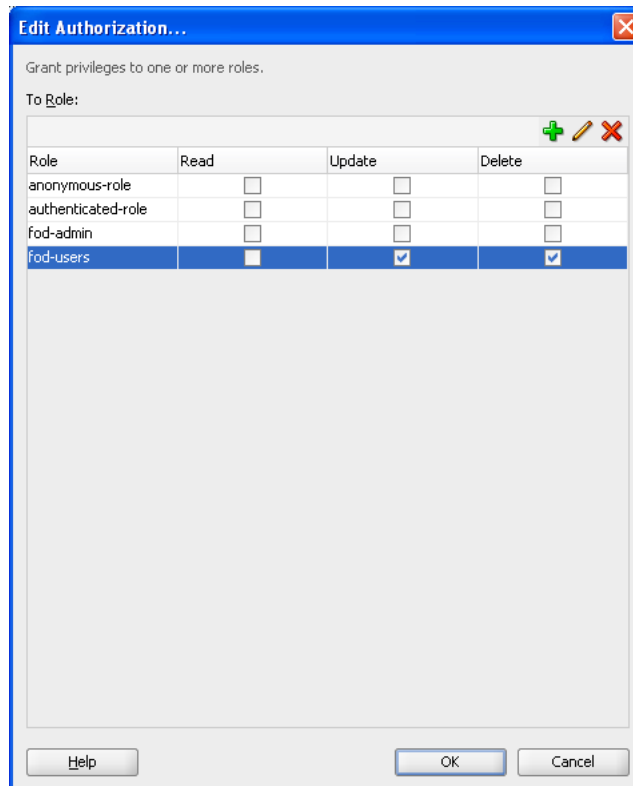 Edit Authorization...
Grant privileges to one or more roles.
To Role:
Role Read Update Delete
anonymous-role
authenticated-role
fod-admin
fod-users
Help OK Cancel